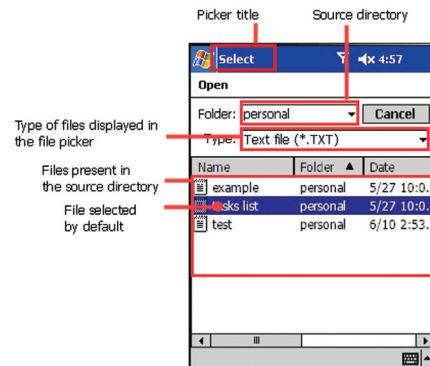 Picker title
Source directory
Select
4:57
Open
Folder: personal
Cancel
Type: Text file (*.TXT)
Type of files displayed in
the file picker
Name Folder Date
Files present in
the source directory
example personal 5/27 10:0.
File selected
by default
sks list personal 5/27 10:0.
test personal 6/10 2:53.